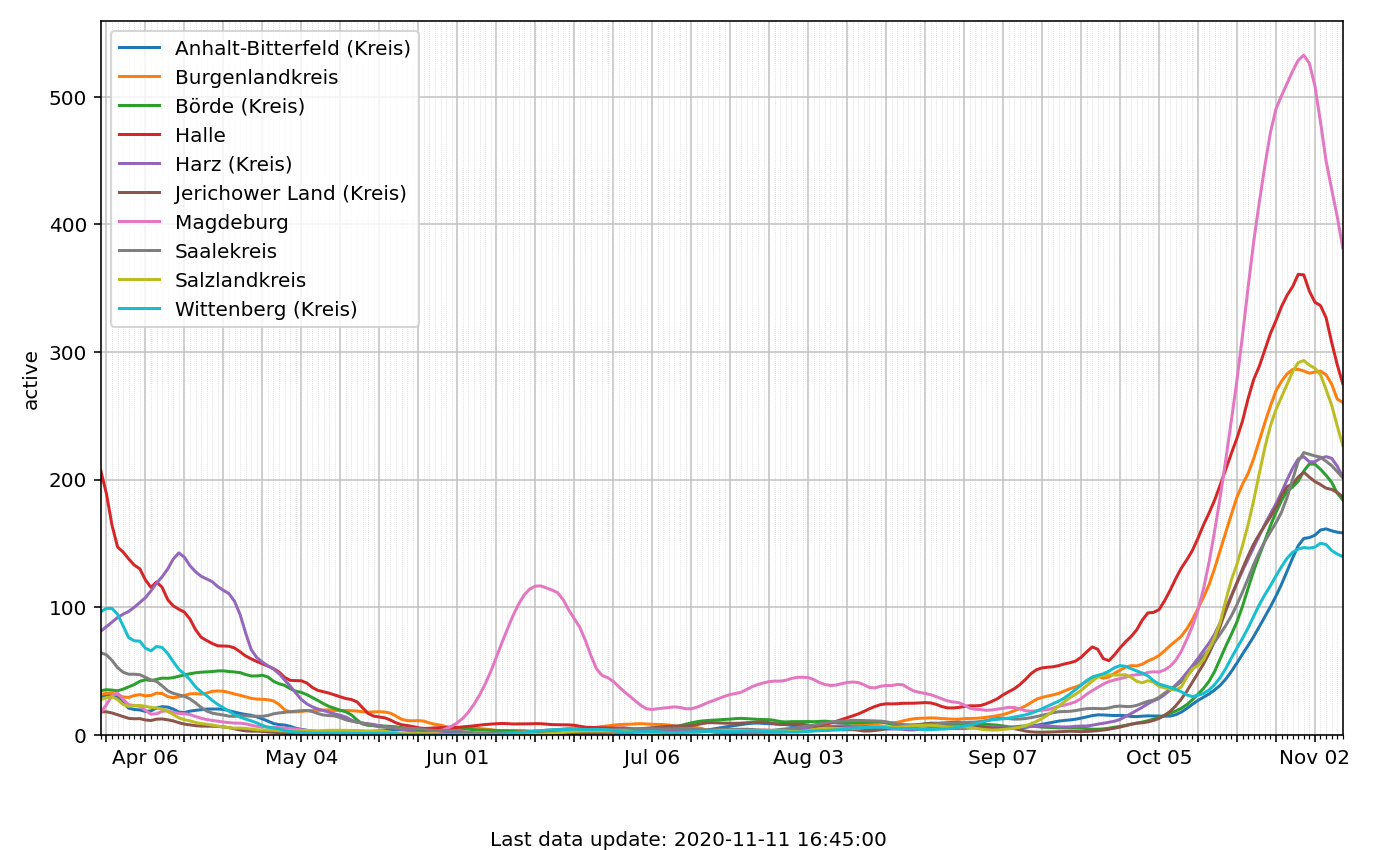 Anhalt-Bitterfeld (Kreis)
Burgenlandkreis
Börde (Kreis)
Halle
Harz (Kreis)
Jerichower Land (Kreis)
Magdeburg
Saalekreis
Salzlandkreis
Wittenberg (Kreis)
active
500
400
300
200
100
0
Apr 06 May 04 Jun 01 Jul 06 Aug 03 Sep 07 Oct 05 Nov 02
Last data update: 2020-11-11 16:45:00